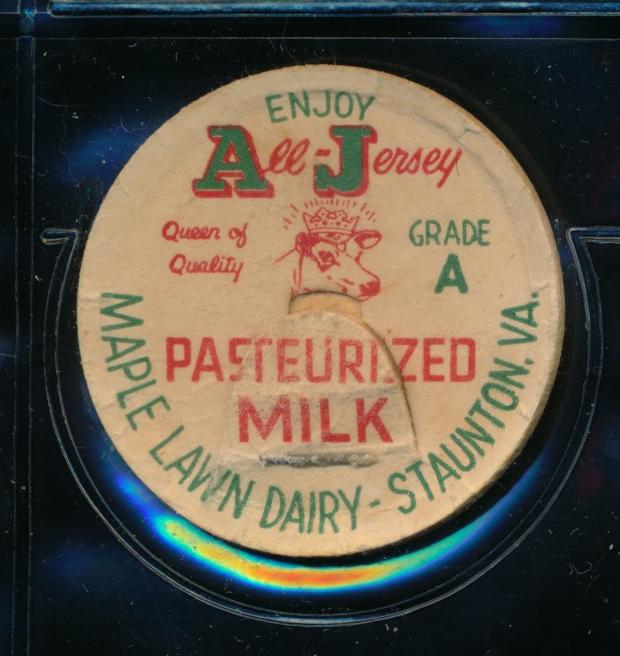 ENJOY
All-Jersey
Queen of
Quality
GRADE
A
PASTEURIZED
MILK
MAPLE LAWN DAIRY - STAUNTON, VA.